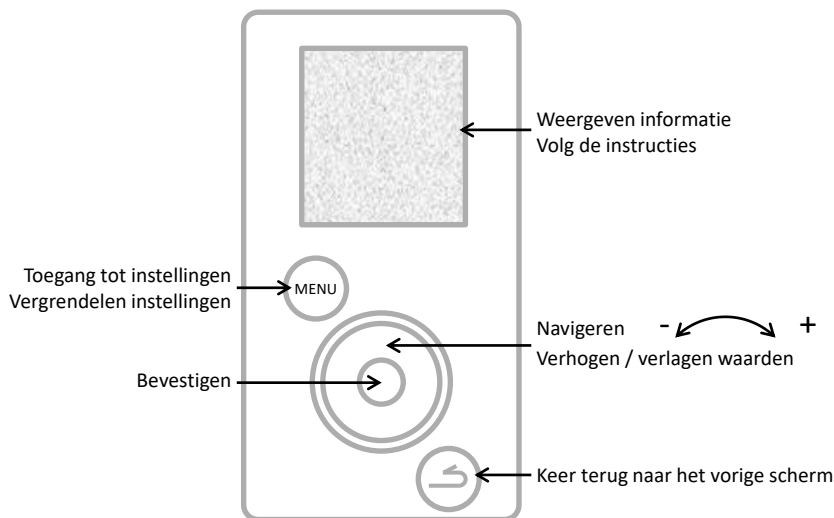 Weergeven informatie
Volg de instructies
Toegang tot instellingen
Vergrendelen instellingen
MENU
Navigeren - +
Verhogen / verlagen waarden
Bevestigen
Keer terug naar het vorige scherm